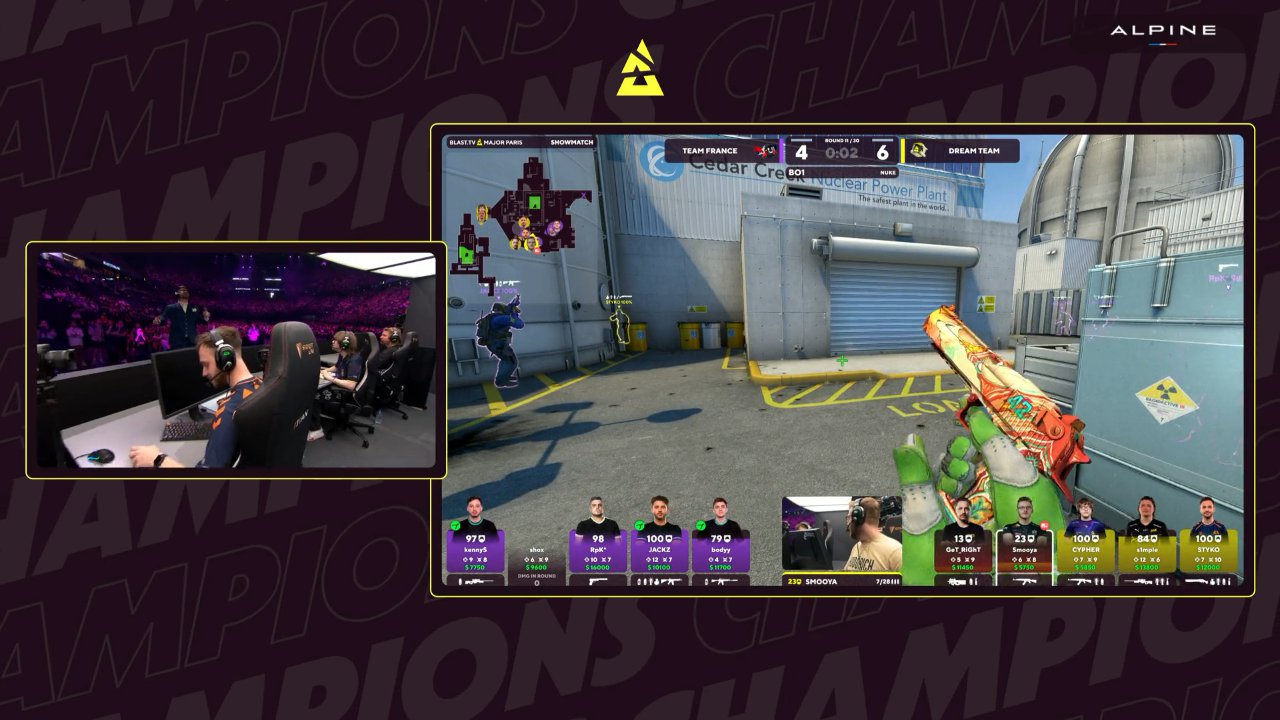 ALPINE
BLAST.TV MAJOR PARIS SHOWMATCH
TEAM FRANCE 4 ROUND 11 / 30 0:02 6 DREAM TEAM
BO1 NUKE
Cedar Creek Nuclear Power Plant
The safest plant in the world...
STYKO 100%
RADIOACTIVE III
97 98 100 79 13 23 100 84 100
kennyS shox RpK* JACKZ bodyy GeT_RiGhT Smooya CYPHER s1mple STYKO
9 8 6 9 10 7 12 7 4 7 5 9 6 8 7 9 12 6 7 10
$7750 $9600 $16000 $10100 $11700 $11450 $5750 $5850 $13800 $12000
DMG IN ROUND
0
23 SMOOYA 7/28
CHAMPIONS